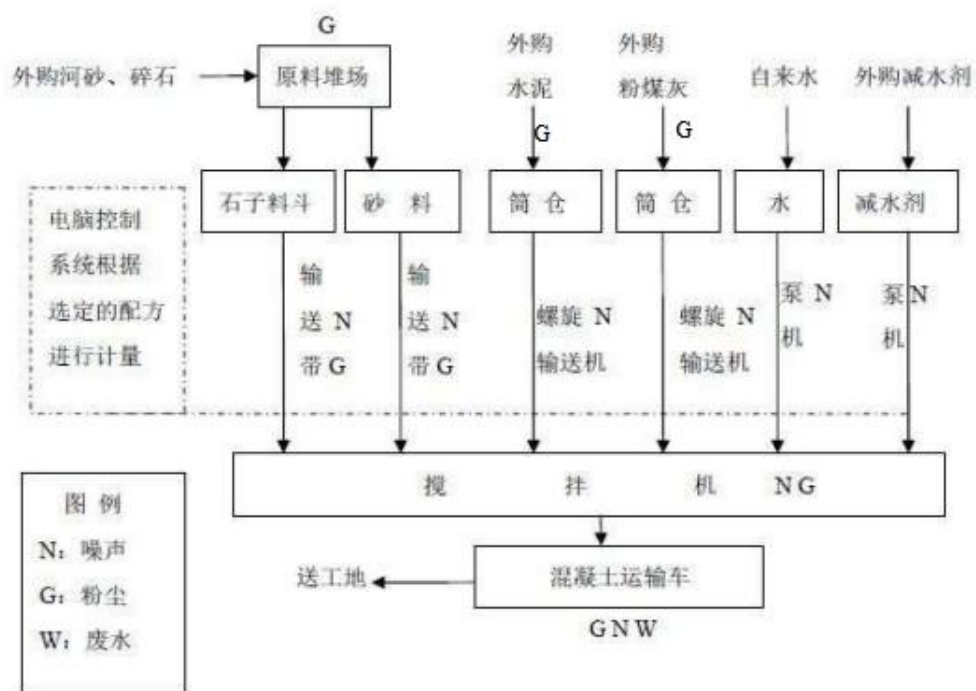 G
外购河砂、碎石
原料堆场
外购
水泥
G
外购
粉煤灰
G
自来水
外购减水剂
石子料斗
砂 料
筒 仓
筒 仓
水
减水剂
电脑控制
系统根据
选定的配方
进行计量
输
送 N
带 G
输
送 N
带 G
螺旋 N
输送机
螺旋 N
输送机
泵 N
机
泵 N
机
搅 拌 机 N G
图 例
N：噪声
G：粉尘
W：废水
送工地
混凝土运输车
G N W